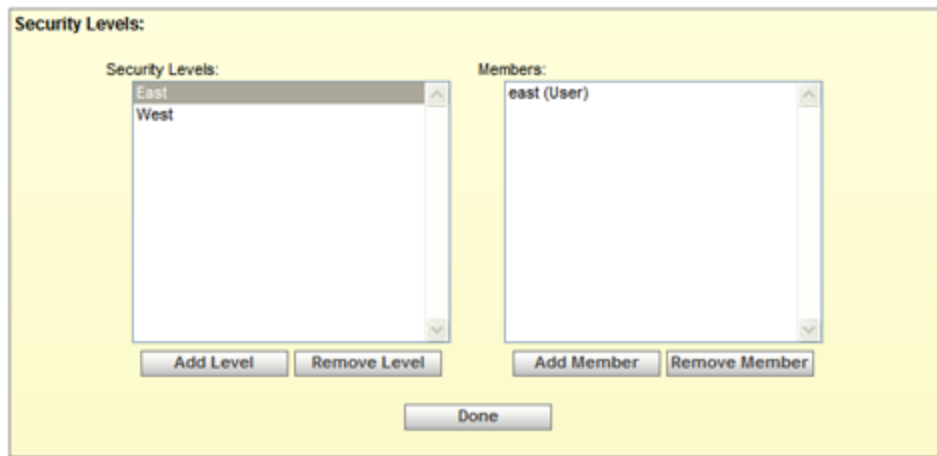 Security Levels:
Security Levels:
Members:
East
West
east (User)
Add Level
Remove Level
Add Member
Remove Member
Done